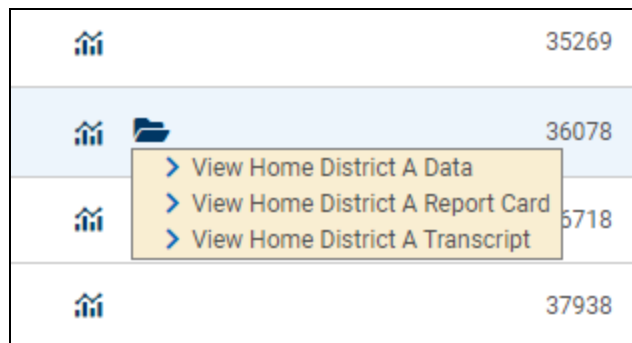 35269
36078
View Home District A Data
View Home District A Report Card
View Home District A Transcript
6718
37938